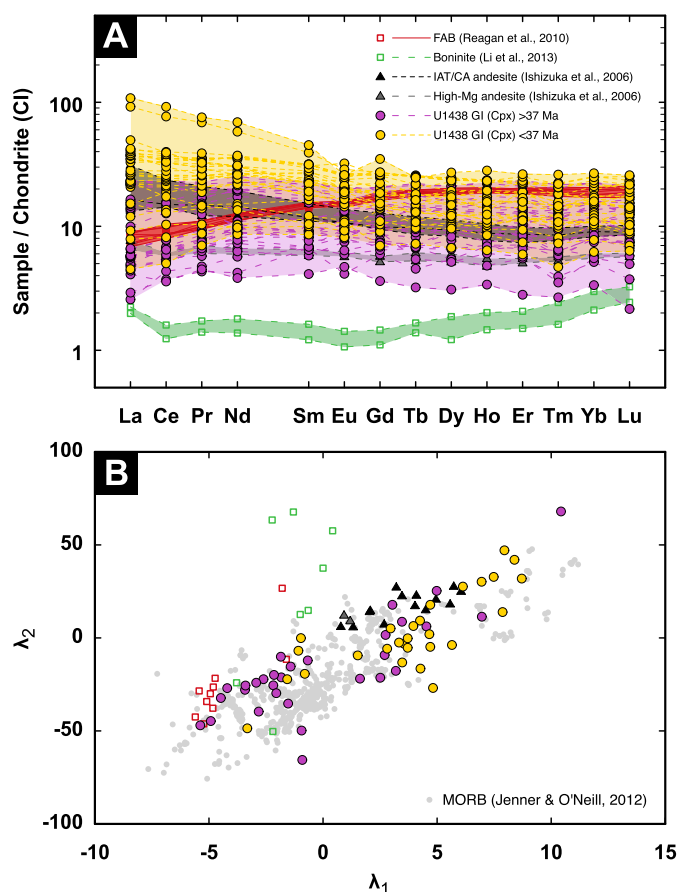 A
FAB (Reagan et al., 2010)
Boninite (Li et al., 2013)
IAT/CA andesite (Ishizuka et al., 2006)
High-Mg andesite (Ishizuka et al., 2006)
U1438 GI (Cpx) >37 Ma
U1438 GI (Cpx) <37 Ma
Sample / Chondrite (CI)
100
10
1
La Ce Pr Nd Sm Eu Gd Tb Dy Ho Er Tm Yb Lu
B
100
50
0
-50
-100
λ2
MORB (Jenner & O'Neill, 2012)
-10 -5 0 5 10 15
λ1